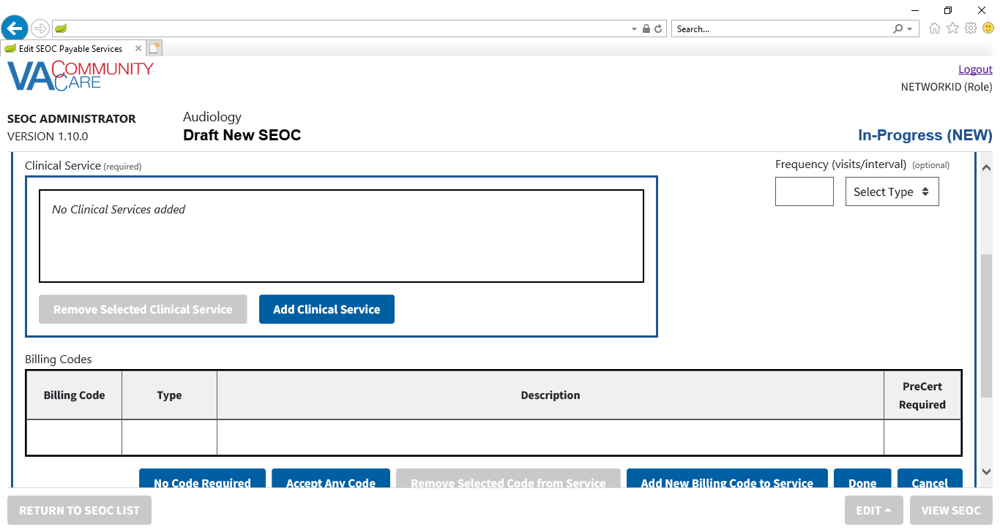 Search...
Edit SEOC Payable Services
VA COMMUNITY CARE
Logout
NETWORKID (Role)
SEOC ADMINISTRATOR
VERSION 1.10.0
Audiology
Draft New SEOC
In-Progress (NEW)
Clinical Service (required)
Frequency (visits/interval) (optional)
No Clinical Services added
Select Type
Remove Selected Clinical Service
Add Clinical Service
Billing Codes
Billing Code
Type
Description
PreCert
Required
No Code Required
Accept Any Code
Remove Selected Code from Service
Add New Billing Code to Service
Done
Cancel
RETURN TO SEOC LIST
EDIT
VIEW SEOC